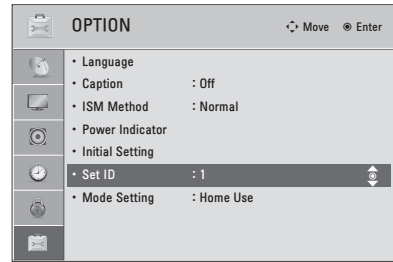 OPTION Move Enter
• Language
• Caption : Off
• ISM Method : Normal
• Power Indicator
• Initial Setting
• Set ID : 1
• Mode Setting : Home Use